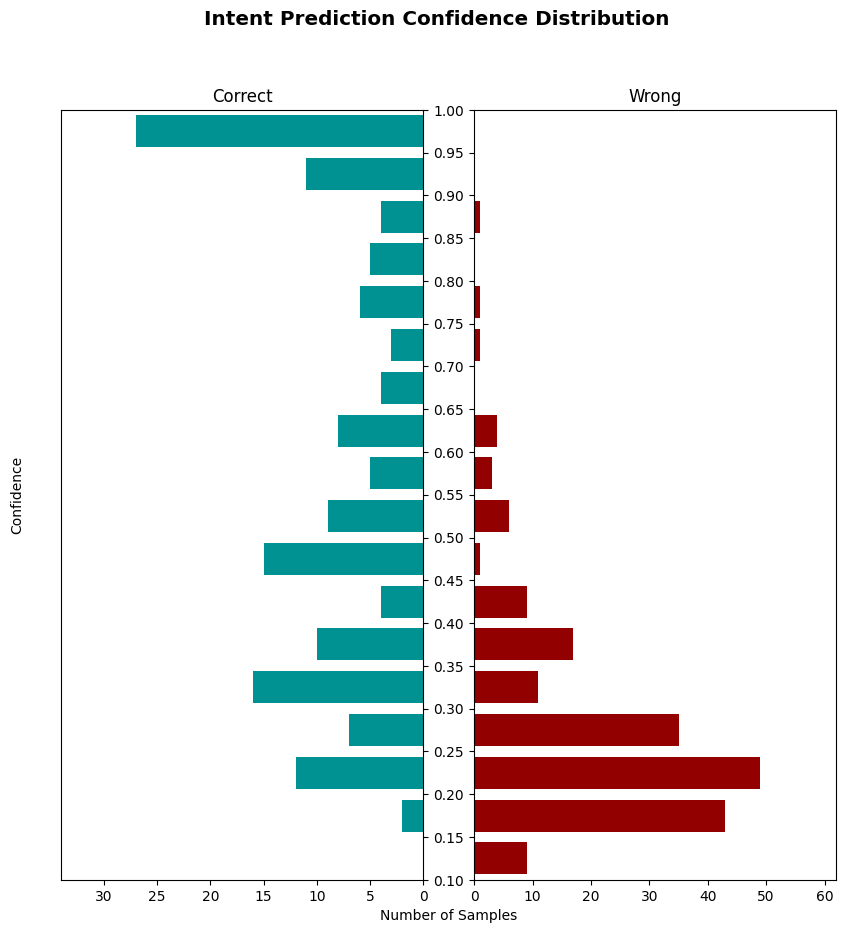 Intent Prediction Confidence Distribution
Correct
Wrong
1.00
0.95
0.90
0.85
0.80
0.75
0.70
0.65
0.60
0.55
0.50
0.45
0.40
0.35
0.30
0.25
0.20
0.15
0.10
Confidence
30 25 20 15 10 5 0
0 10 20 30 40 50 60
Number of Samples